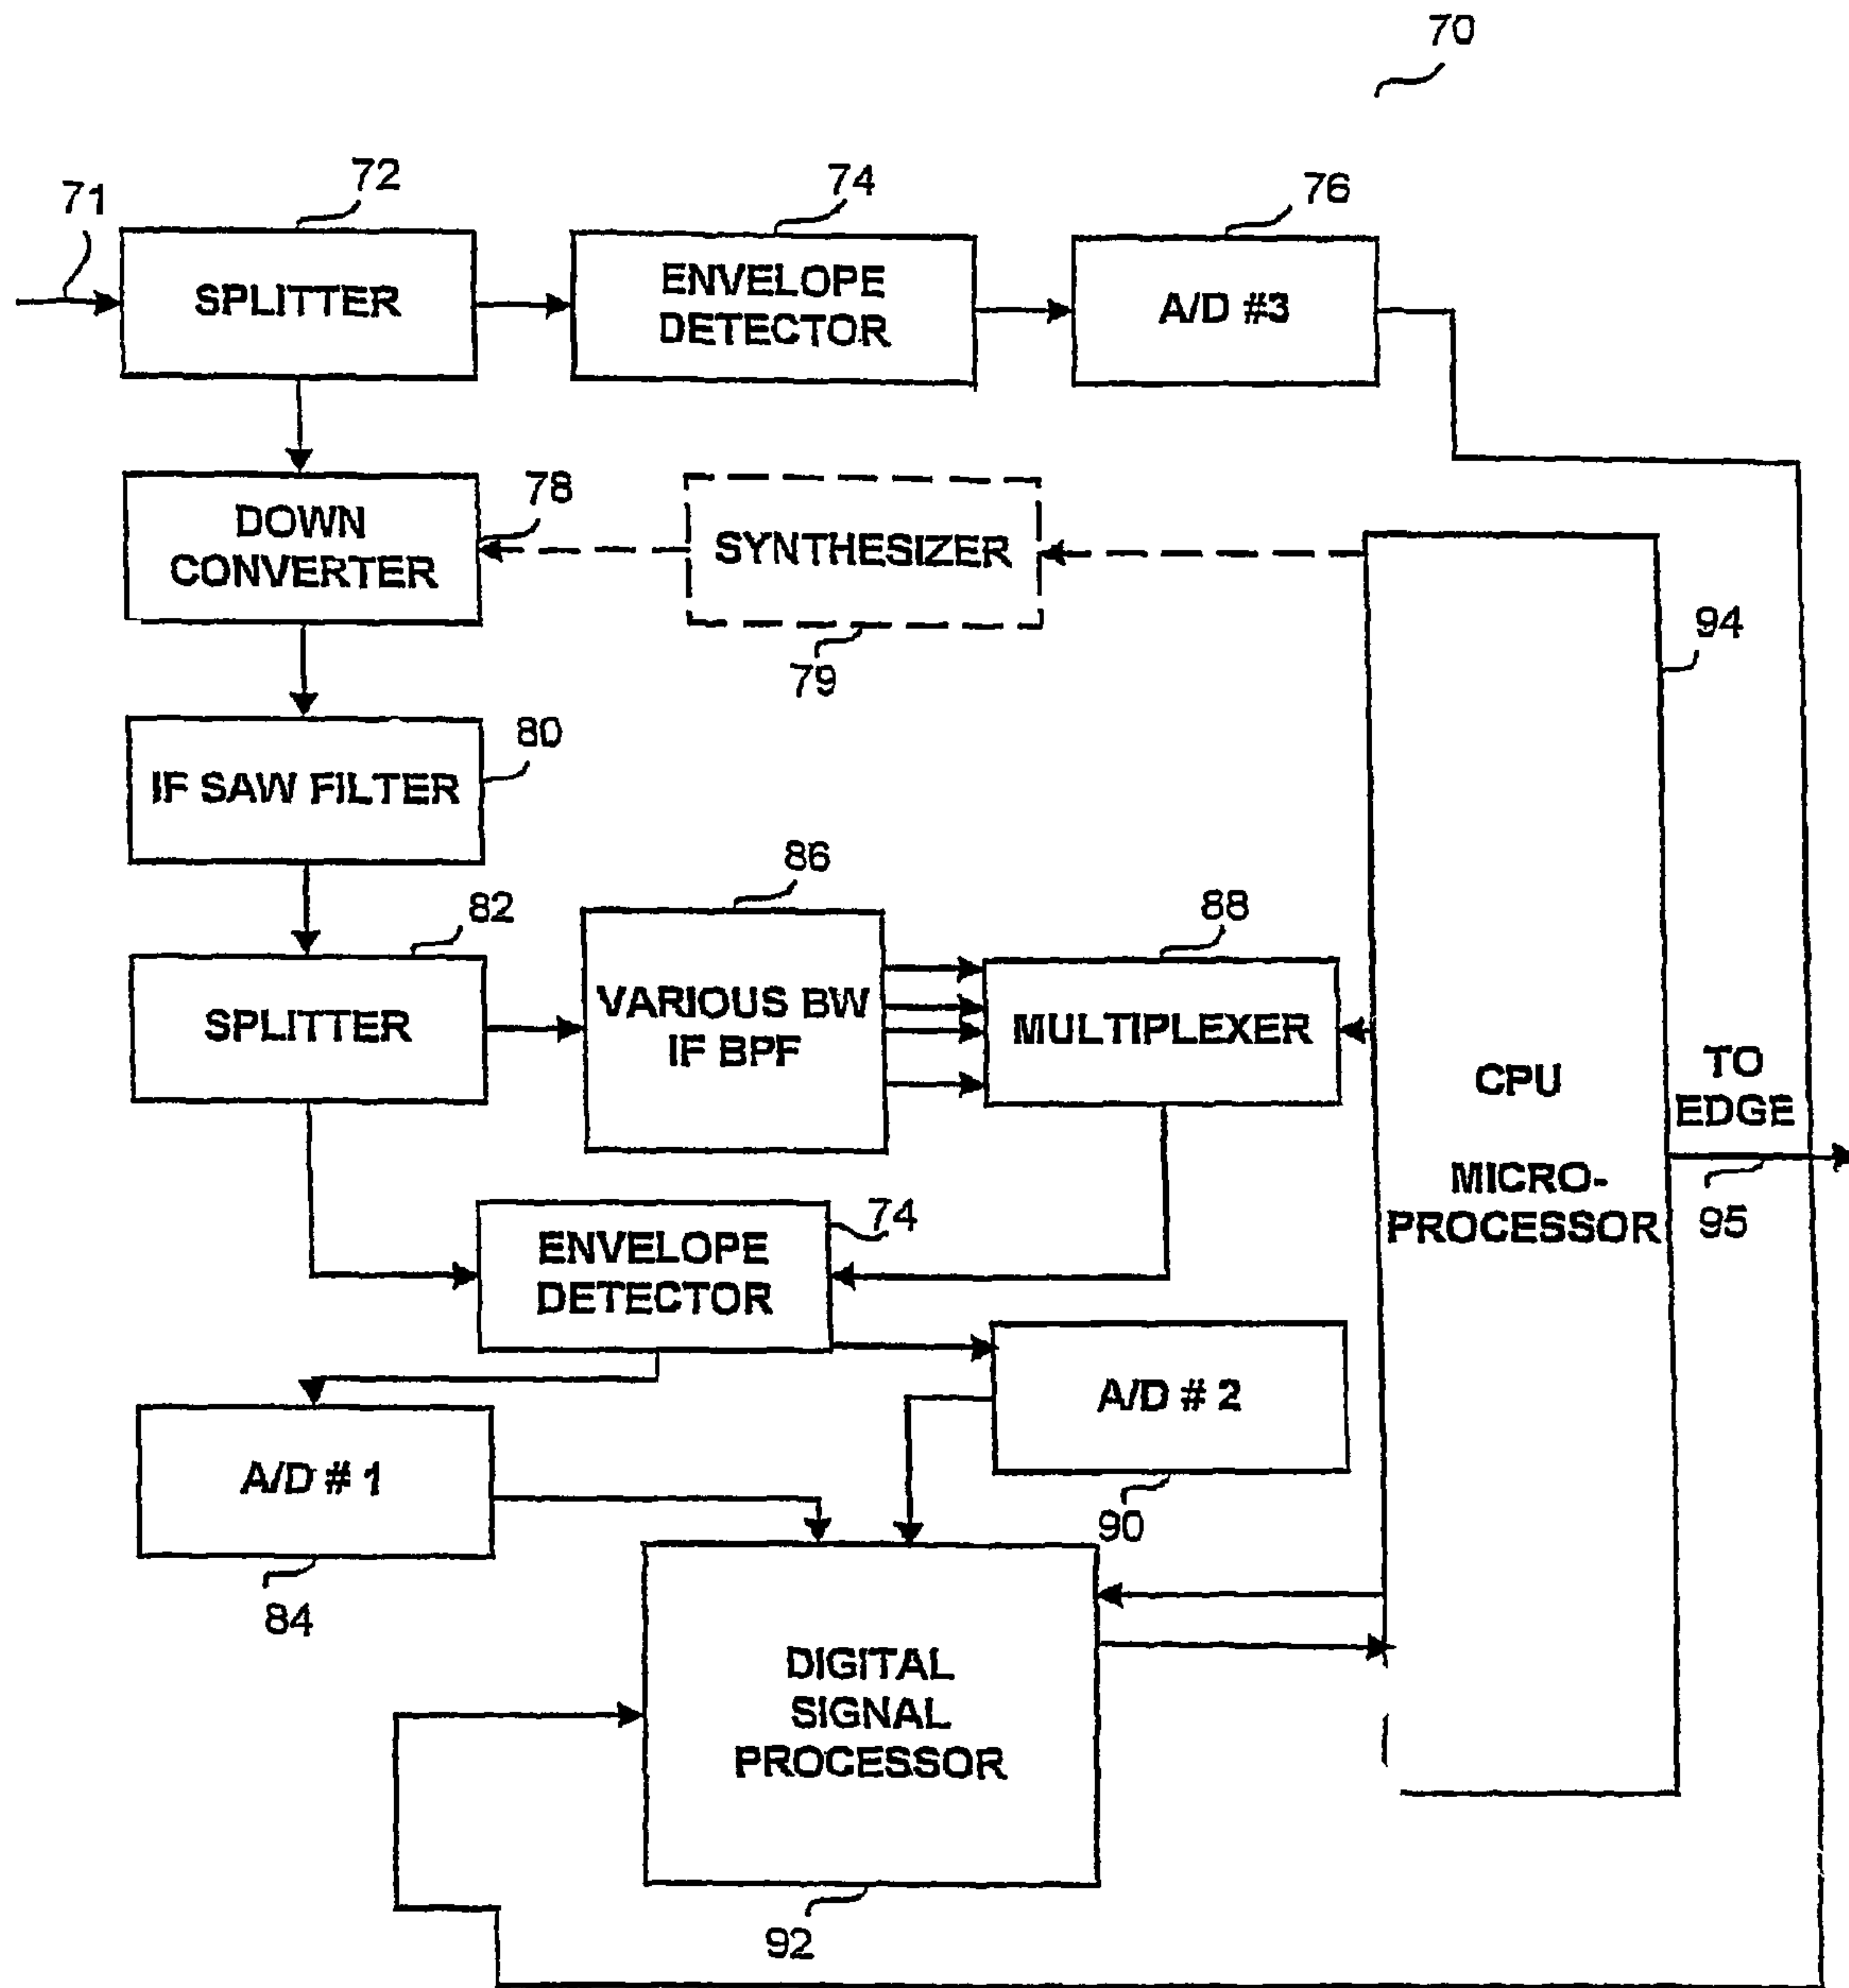 70
71
72
74
76
SPLITTER
ENVELOPE
DETECTOR
A/D #3
78
DOWN
CONVERTER
SYNTHESIZER
79
94
80
IF SAW FILTER
86
82
88
SPLITTER
VARIOUS BW
IF BPF
MULTIPLEXER
CPU
MICRO-
PROCESSOR
TO
EDGE
95
74
ENVELOPE
DETECTOR
A/D # 2
90
A/D # 1
84
DIGITAL
SIGNAL
PROCESSOR
92